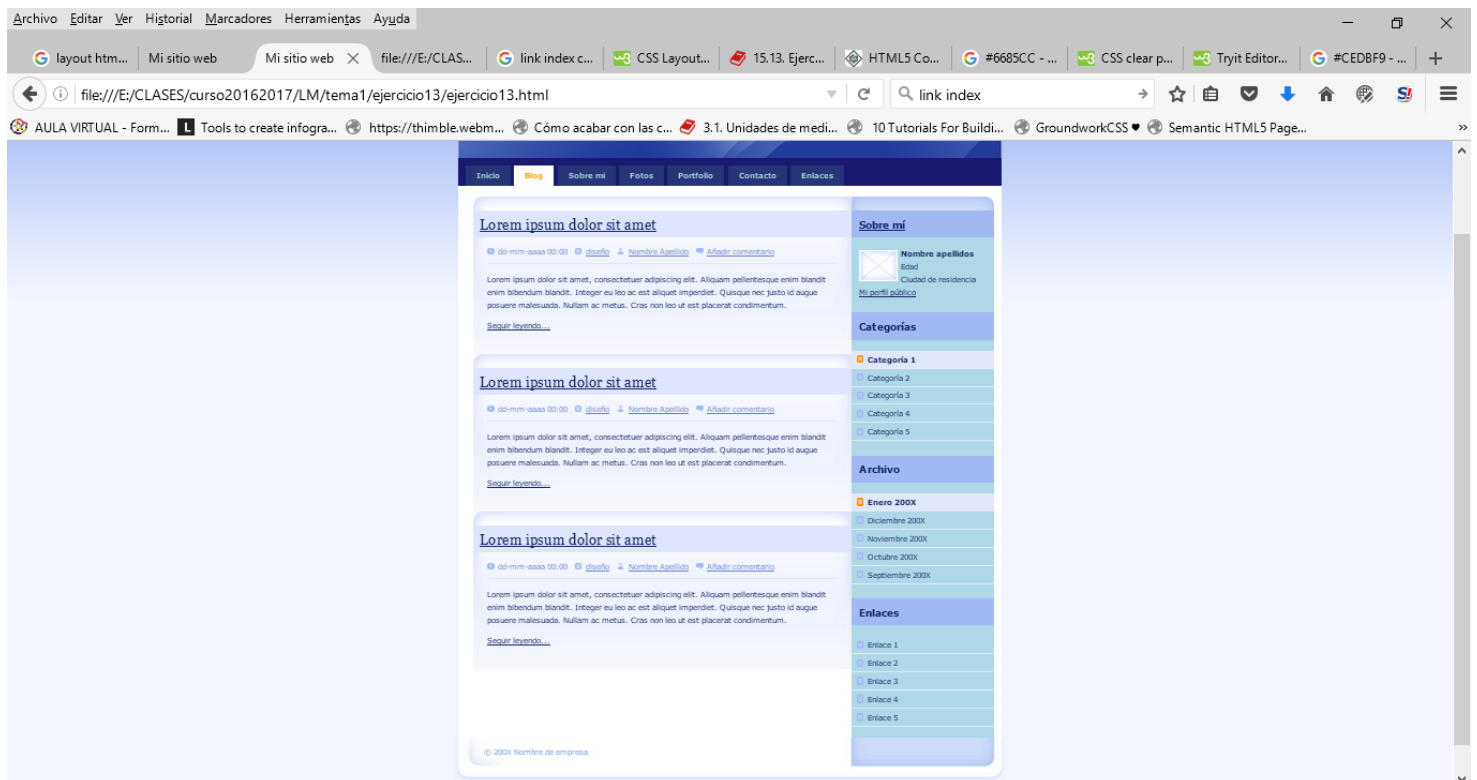 Archivo Editar Ver Historial Marcadores Herramientas Ayuda
layout htm... Mi sitio web Mi sitio web file:///E:/CLAS... link index c... CSS Layout... 15.13. Ejerc... HTML5 Co... #6685CC - ... CSS clear p... Tryit Editor... #CEDBF9 - ...
file:///E:/CLASES/curso20162017/LM/tema1/ejercicio13/ejercicio13.html link index
AULA VIRTUAL - Form... Tools to create infogra... https://thimble.webm... Cómo acabar con las c... 3.1. Unidades de medi... 10 Tutorials For Buildi... GroundworkCSS ♥ Semantic HTML5 Page...
Inicio Blog Sobre mi Fotos Portfolio Contacto Enlaces
Lorem ipsum dolor sit amet
dd-mm-aaaa 00:00 diseño Nombre Apellido Añadir comentario
Lorem ipsum dolor sit amet, consectetuer adipiscing elit. Aliquam pellentesque enim blandit
enim bibendum blandit. Integer eu leo ac est aliquet imperdiet. Quisque nec justo id augue
posuere malesuada. Nullam ac metus. Cras non leo ut est placerat condimentum.
Seguir leyendo...
Lorem ipsum dolor sit amet
dd-mm-aaaa 00:00 diseño Nombre Apellido Añadir comentario
Lorem ipsum dolor sit amet, consectetuer adipiscing elit. Aliquam pellentesque enim blandit
enim bibendum blandit. Integer eu leo ac est aliquet imperdiet. Quisque nec justo id augue
posuere malesuada. Nullam ac metus. Cras non leo ut est placerat condimentum.
Seguir leyendo...
Lorem ipsum dolor sit amet
dd-mm-aaaa 00:00 diseño Nombre Apellido Añadir comentario
Lorem ipsum dolor sit amet, consectetuer adipiscing elit. Aliquam pellentesque enim blandit
enim bibendum blandit. Integer eu leo ac est aliquet imperdiet. Quisque nec justo id augue
posuere malesuada. Nullam ac metus. Cras non leo ut est placerat condimentum.
Seguir leyendo...
Sobre mí
Nombre apellidos
Edad
Ciudad de residencia
Mi perfil público
Categorías
Categoría 1
Categoría 2
Categoría 3
Categoría 4
Categoría 5
Archivo
Enero 200X
Diciembre 200X
Noviembre 200X
Octubre 200X
Septiembre 200X
Enlaces
Enlace 1
Enlace 2
Enlace 3
Enlace 4
Enlace 5
© 200X Nombre de empresa